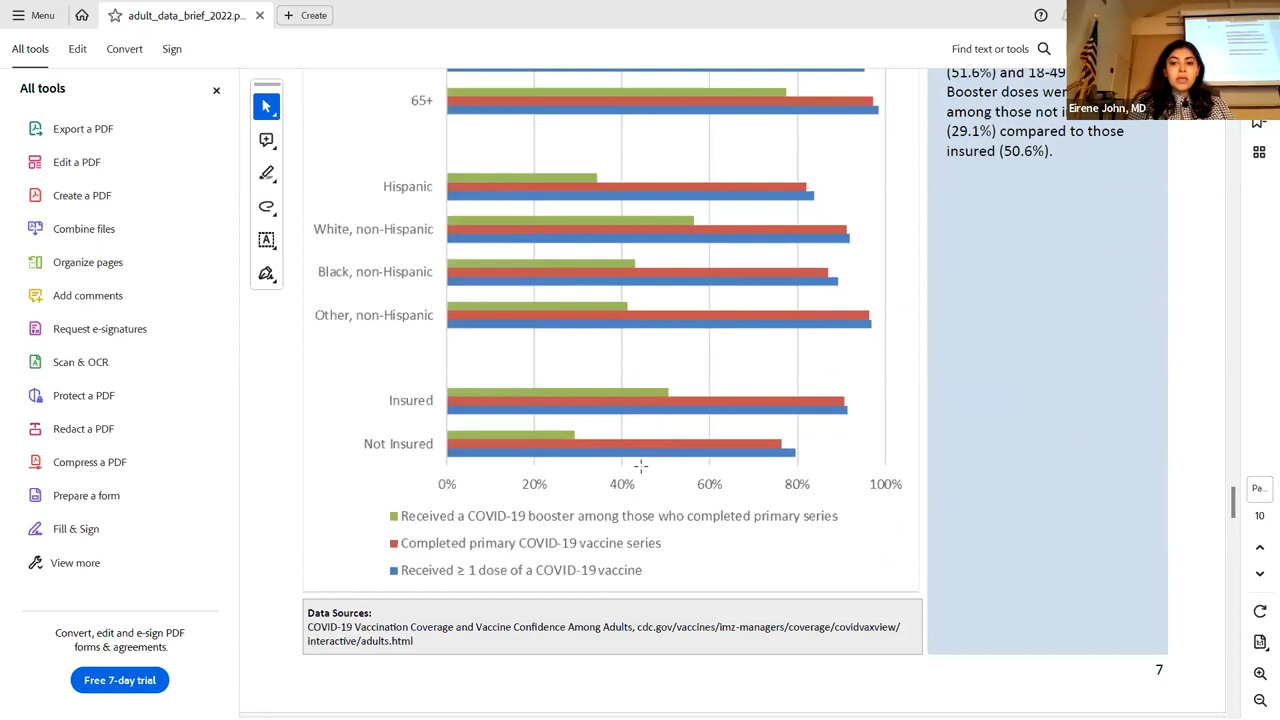 Menu
adult_data_brief_2022.p...
Create
All tools
Edit
Convert
Sign
Find text or tools
All tools
Export a PDF
Edit a PDF
Create a PDF
Combine files
Organize pages
Add comments
Request e-signatures
Scan & OCR
Protect a PDF
Redact a PDF
Compress a PDF
Prepare a form
Fill & Sign
View more
Convert, edit and e-sign PDF
forms & agreements.
Free 7-day trial
65+
Hispanic
White, non-Hispanic
Black, non-Hispanic
Other, non-Hispanic
Insured
Not Insured
0% 20% 40% 60% 80% 100%
Received a COVID-19 booster among those who completed primary series
Completed primary COVID-19 vaccine series
Received ≥ 1 dose of a COVID-19 vaccine
Data Sources:
COVID-19 Vaccination Coverage and Vaccine Confidence Among Adults, cdc.gov/vaccines/imz-managers/coverage/covidvaxview/
interactive/adults.html
(51.6%) and 18-49
Booster doses wer
among those not i
(29.1%) compared to those
insured (50.6%).
7
Eirene John, MD
Pa...
10